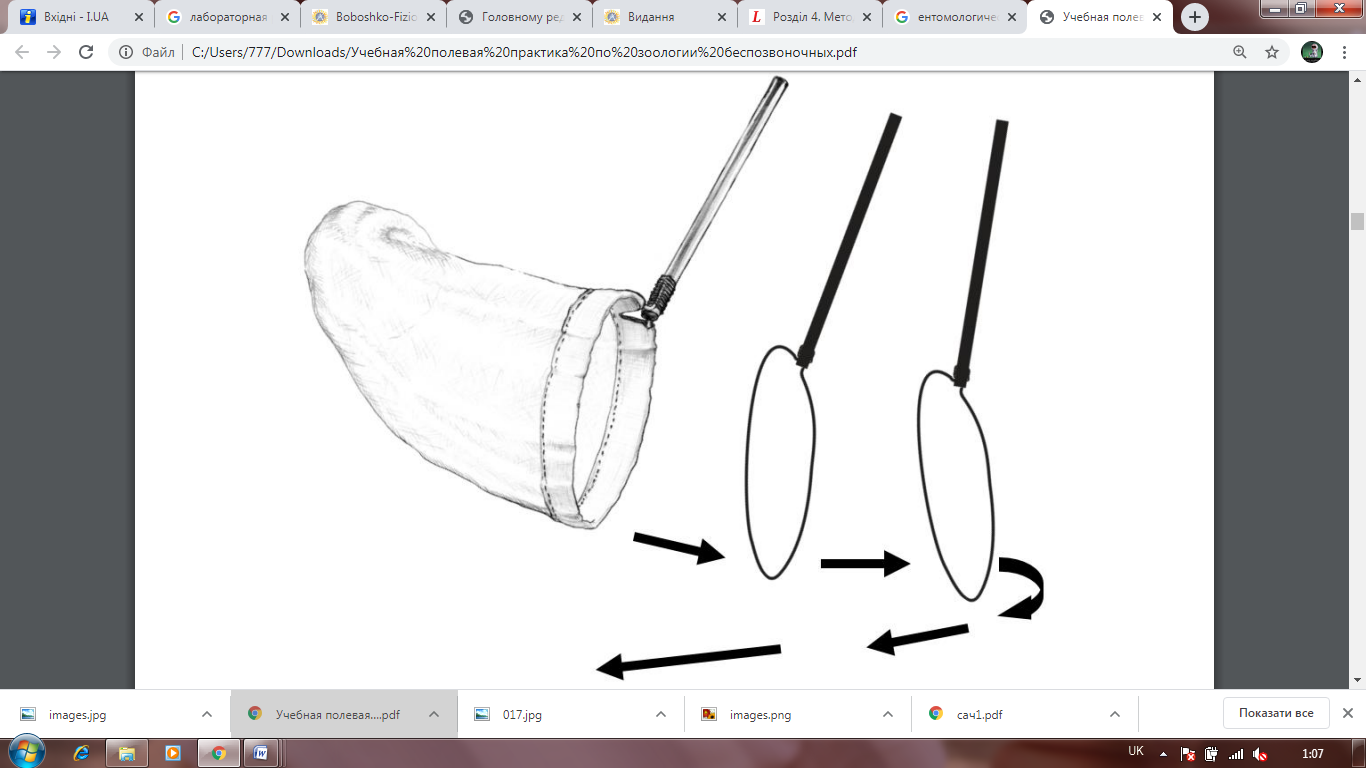 Вхідні - I.UA
лабораторная
Boboshko-Fizio
Головному ред
Видання
Розділ 4. Мето
ентомологичес
Учебная полев
Файл
C:/Users/777/Downloads/Учебная%20полевая%20практика%20по%20зоологии%20беспозвоночных.pdf
images.jpg
Учебная полевая....pdf
017.jpg
images.png
сач1.pdf
Показати все
UK
1:07